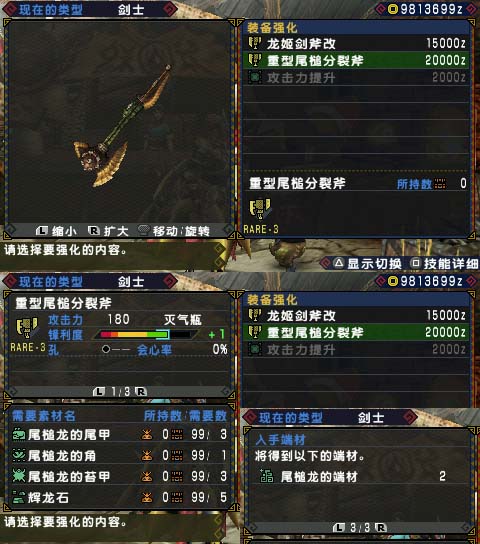 现在的类型 剑士
9813699z
装备强化
龙姬剑斧改 15000z
重型尾槌分裂斧 20000z
攻击力提升 2000z
重型尾槌分裂斧 所持数 0
RARE-3
L 缩小 R 扩大 移动/旋转
请选择要强化的内容。
△显示切换 □技能详细
现在的类型 剑士
9813699z
重型尾槌分裂斧
攻击力 180 灭气瓶
锋利度 +1
RARE-3
孔 ●-- 会心率 0%
L 1/3 R
装备强化
龙姬剑斧改 15000z
重型尾槌分裂斧 20000z
攻击力提升 2000z
需要素材名 所持数/需要数
尾槌龙的尾甲 0 99/ 3
尾槌龙的角 0 99/ 1
尾槌龙的苔甲 0 99/ 3
辉龙石 0 99/ 5
请选择要强化的内容。
现在的类型 剑士
入手端材
将得到以下的端材。
尾槌龙的端材 2
L 3/3 R